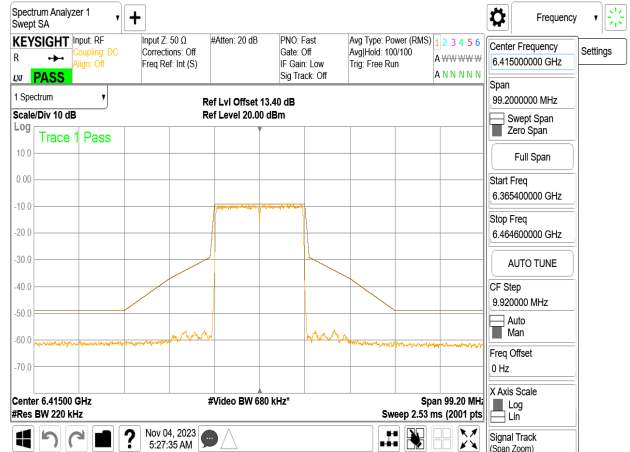 Spectrum Analyzer 1
Swept SA
Frequency
KEYSIGHT
R
LXI
PASS
Input: RF
Coupling: DC
Align: Off
Input Z: 50 Ω
Corrections: Off
Freq Ref: Int (S)
#Atten: 20 dB
PNO: Fast
Gate: Off
IF Gain: Low
Sig Track: Off
Avg Type: Power (RMS)
Avg|Hold: 100/100
Trig: Free Run
1 2 3 4 5 6
A W W W W W
A N N N N N
1 Spectrum
Scale/Div 10 dB
Ref Lvl Offset 13.40 dB
Ref Level 20.00 dBm
Log
Trace 1 Pass
10.0
0.00
-10.0
-20.0
-30.0
-40.0
-50.0
-60.0
-70.0
Center 6.41500 GHz
#Res BW 220 kHz
#Video BW 680 kHz*
Span 99.20 MHz
Sweep 2.53 ms (2001 pts
Nov 04, 2023
5:27:35 AM
Center Frequency
6.415000000 GHz
Settings
Span
99.2000000 MHz
Swept Span
Zero Span
Full Span
Start Freq
6.365400000 GHz
Stop Freq
6.464600000 GHz
AUTO TUNE
CF Step
9.920000 MHz
Auto
Man
Freq Offset
0 Hz
X Axis Scale
Log
Lin
Signal Track
(Span Zoom)